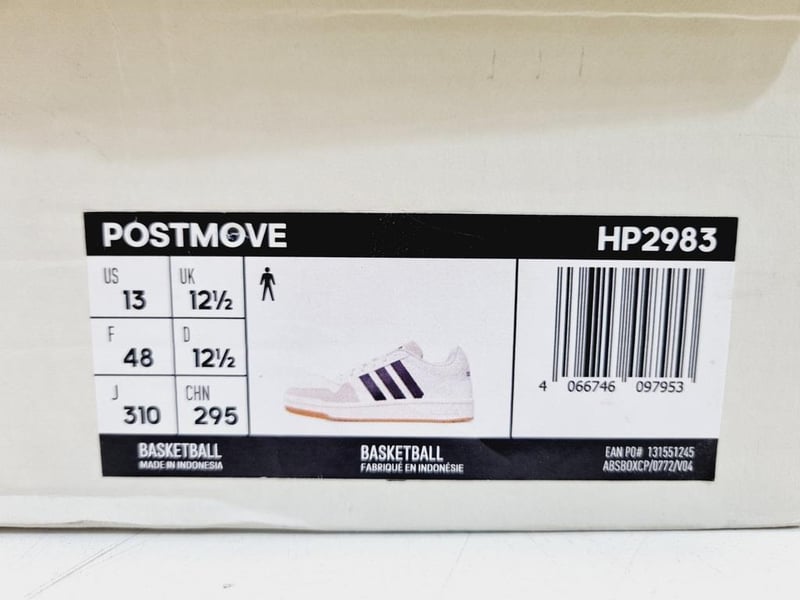 POSTMOVE HP2983
US 13 UK 12½
F 48 D 12½
J 310 CHN 295
4 066746 097953
BASKETBALL
MADE IN INDONESIA
BASKETBALL
FABRIQUÉ EN INDONÉSIE
EAN PO# 131551245
ABSBOXCP/0772/V04